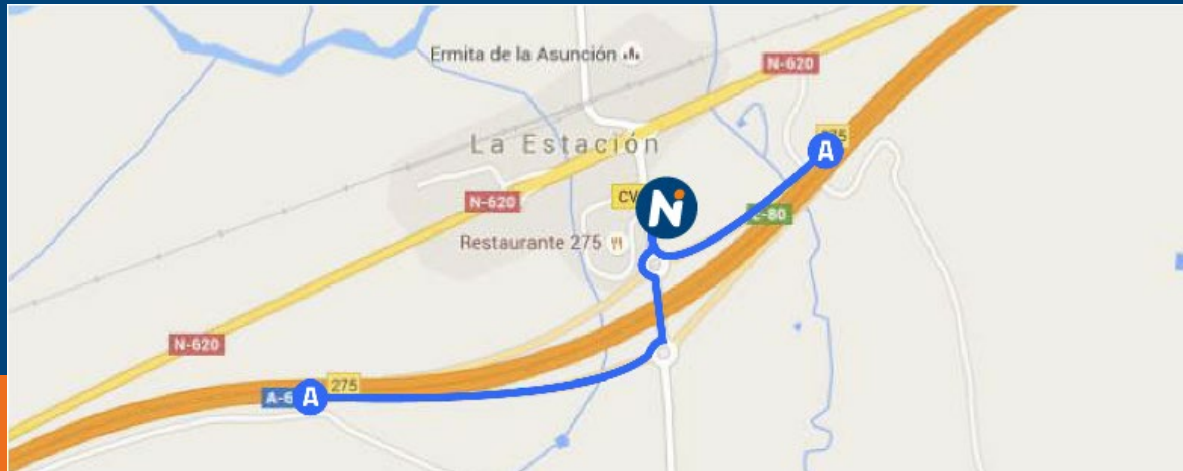 Ermita de la Asunción
N-620
La Estación
275
A
N-620
CV
N
E-80
Restaurante 275
N-620
275
A-6
A